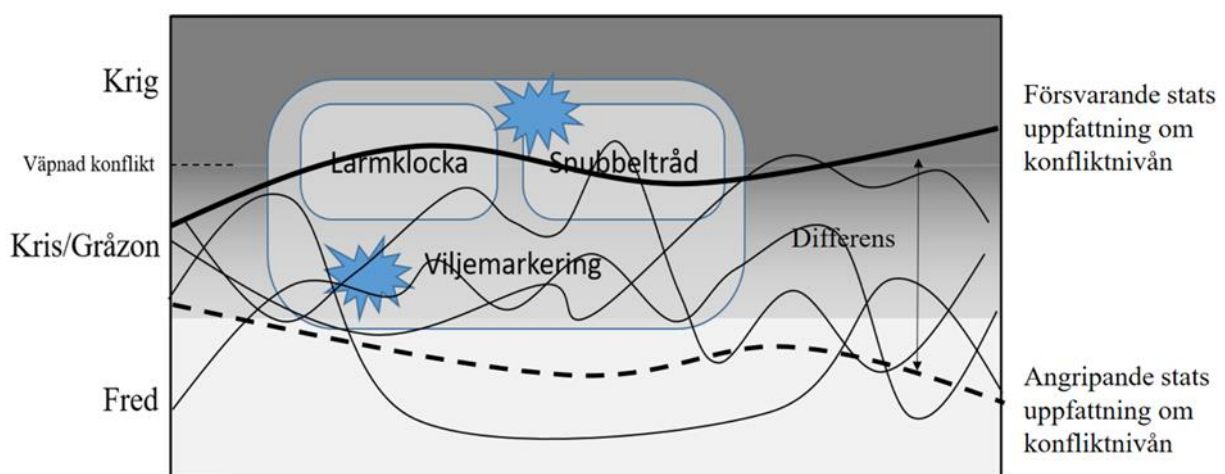 Krig
Väpnad konflikt
Kris/Gråzon
Fred
Larmklocka
Snubbeltråd
Viljemarkering
Differens
Försvarande stats
uppfattning om
konfliktnivån
Angripande stats
uppfattning om
konfliktnivån